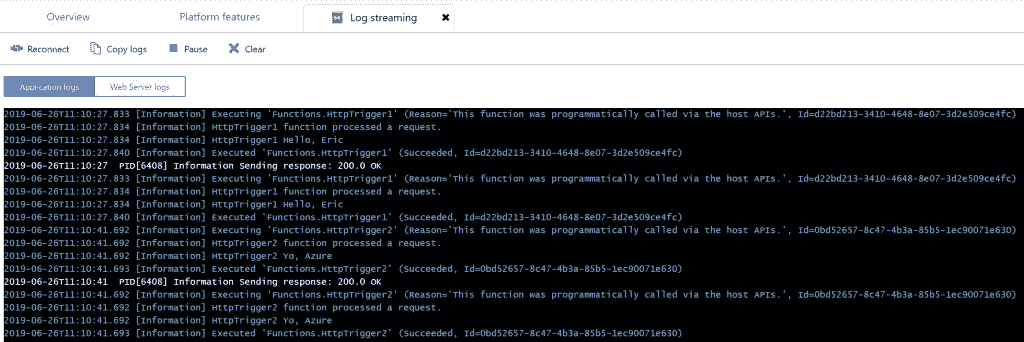 Overview Platform features Log streaming
Reconnect Copy logs Pause Clear
Application logs Web Server logs
2019-06-26T11:10:27.833 [Information] Executing 'Functions.HttpTrigger1' (Reason='This function was programmatically called via the host APIs.', Id=d22bd213-3410-4648-8e07-3d2e509ce4fc)
2019-06-26T11:10:27.834 [Information] HttpTrigger1 function processed a request.
2019-06-26T11:10:27.834 [Information] HttpTrigger1 Hello, Eric
2019-06-26T11:10:27.840 [Information] Executed 'Functions.HttpTrigger1' (Succeeded, Id=d22bd213-3410-4648-8e07-3d2e509ce4fc)
2019-06-26T11:10:27 PID[6408] Information Sending response: 200.0 OK
2019-06-26T11:10:27.833 [Information] Executing 'Functions.HttpTrigger1' (Reason='This function was programmatically called via the host APIs.', Id=d22bd213-3410-4648-8e07-3d2e509ce4fc)
2019-06-26T11:10:27.834 [Information] HttpTrigger1 function processed a request.
2019-06-26T11:10:27.834 [Information] HttpTrigger1 Hello, Eric
2019-06-26T11:10:27.840 [Information] Executed 'Functions.HttpTrigger1' (Succeeded, Id=d22bd213-3410-4648-8e07-3d2e509ce4fc)
2019-06-26T11:10:41.692 [Information] Executing 'Functions.HttpTrigger2' (Reason='This function was programmatically called via the host APIs.', Id=0bd52657-8c47-4b3a-85b5-1ec90071e630)
2019-06-26T11:10:41.692 [Information] HttpTrigger2 function processed a request.
2019-06-26T11:10:41.692 [Information] HttpTrigger2 Yo, Azure
2019-06-26T11:10:41.693 [Information] Executed 'Functions.HttpTrigger2' (Succeeded, Id=0bd52657-8c47-4b3a-85b5-1ec90071e630)
2019-06-26T11:10:41 PID[6408] Information Sending response: 200.0 OK
2019-06-26T11:10:41.692 [Information] Executing 'Functions.HttpTrigger2' (Reason='This function was programmatically called via the host APIs.', Id=0bd52657-8c47-4b3a-85b5-1ec90071e630)
2019-06-26T11:10:41.692 [Information] HttpTrigger2 function processed a request.
2019-06-26T11:10:41.692 [Information] HttpTrigger2 Yo, Azure
2019-06-26T11:10:41.693 [Information] Executed 'Functions.HttpTrigger2' (Succeeded, Id=0bd52657-8c47-4b3a-85b5-1ec90071e630)